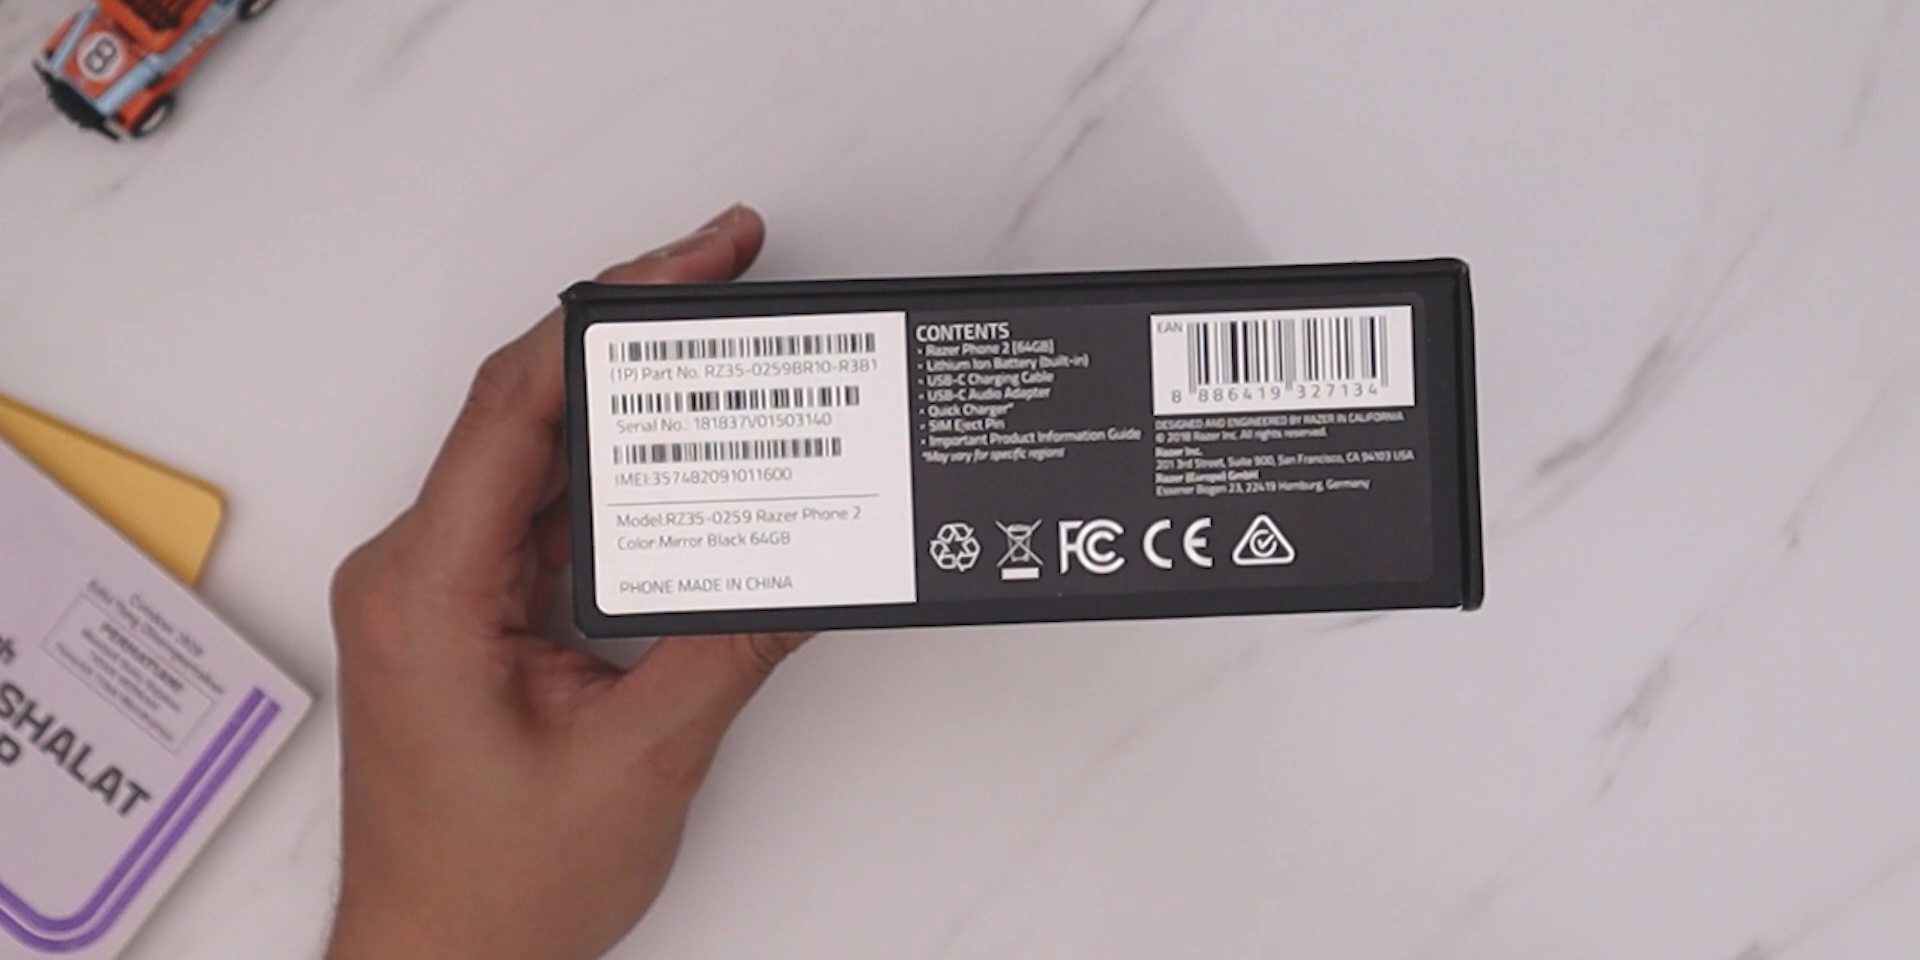 8
(1P) Part No. RZ35-0259BR10-R3B1
Serial No.: 181837V01503140
IMEI:357482091011600
Model:RZ35-0259 Razer Phone 2
Color:Mirror Black 64GB
PHONE MADE IN CHINA
CONTENTS
• Razer Phone 2 (64GB)
• Lithium Ion Battery (built-in)
• USB-C Charging Cable
• USB-C Audio Adapter
• Quick Charger*
• SIM Eject Pin
• Important Product Information Guide
*May vary for specific regions
EAN
8 886419 327134
DESIGNED AND ENGINEERED BY RAZER IN CALIFORNIA
© 2018 Razer Inc. All rights reserved.
Razer Inc.
201 3rd Street, Suite 900, San Francisco, CA 94103 USA
Razer (Europe) GmbH
Essener Bogen 23, 22419 Hamburg, Germany
FC CE
PERHATIAN!
SHALAT